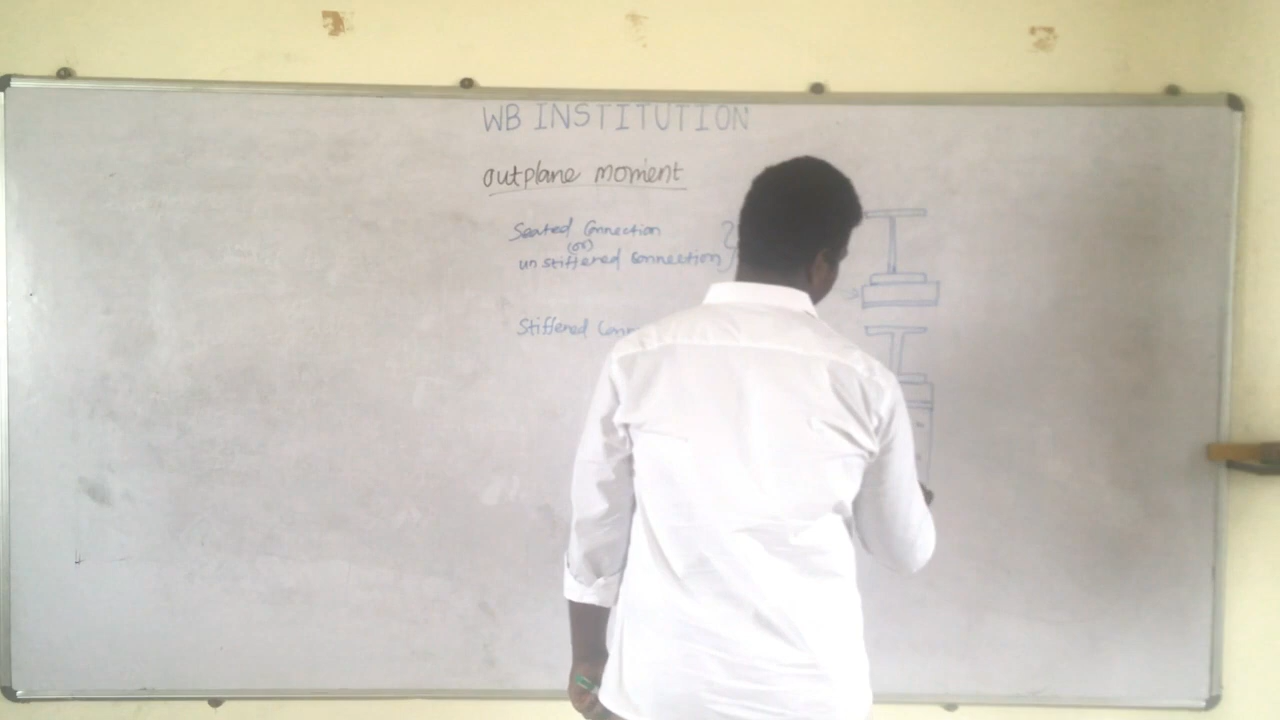 WB INSTITUTION
outplane moment
Seated Connection
(or)
unstiffened Connection
Stiffened